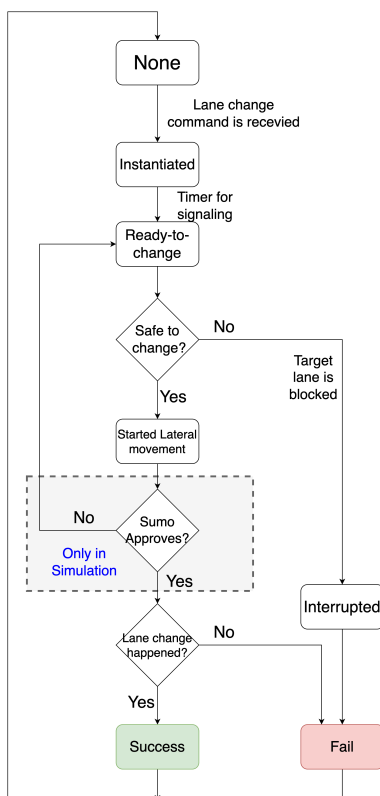 None
Lane change
command is recevied
Instantiated
Timer for
signaling
Ready-to-
change
Safe to
change?
No
Target
lane is
blocked
Yes
Started Lateral
movement
No
Sumo
Approves?
Only in
Simulation
Yes
Interrupted
Lane change
happened?
No
Yes
Success
Fail